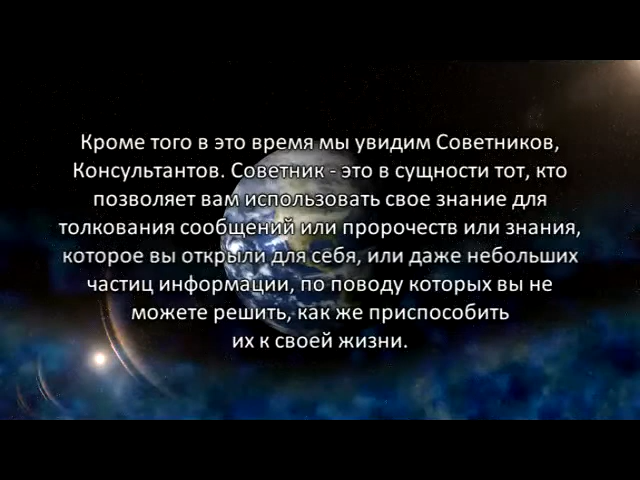 Кроме того в это время мы увидим Советников,
Консультантов. Советник - это в сущности тот, кто
позволяет вам использовать свое знание для
толкования сообщений или пророчеств или знания,
которое вы открыли для себя, или даже небольших
частиц информации, по поводу которых вы не
можете решить, как же приспособить
их к своей жизни.